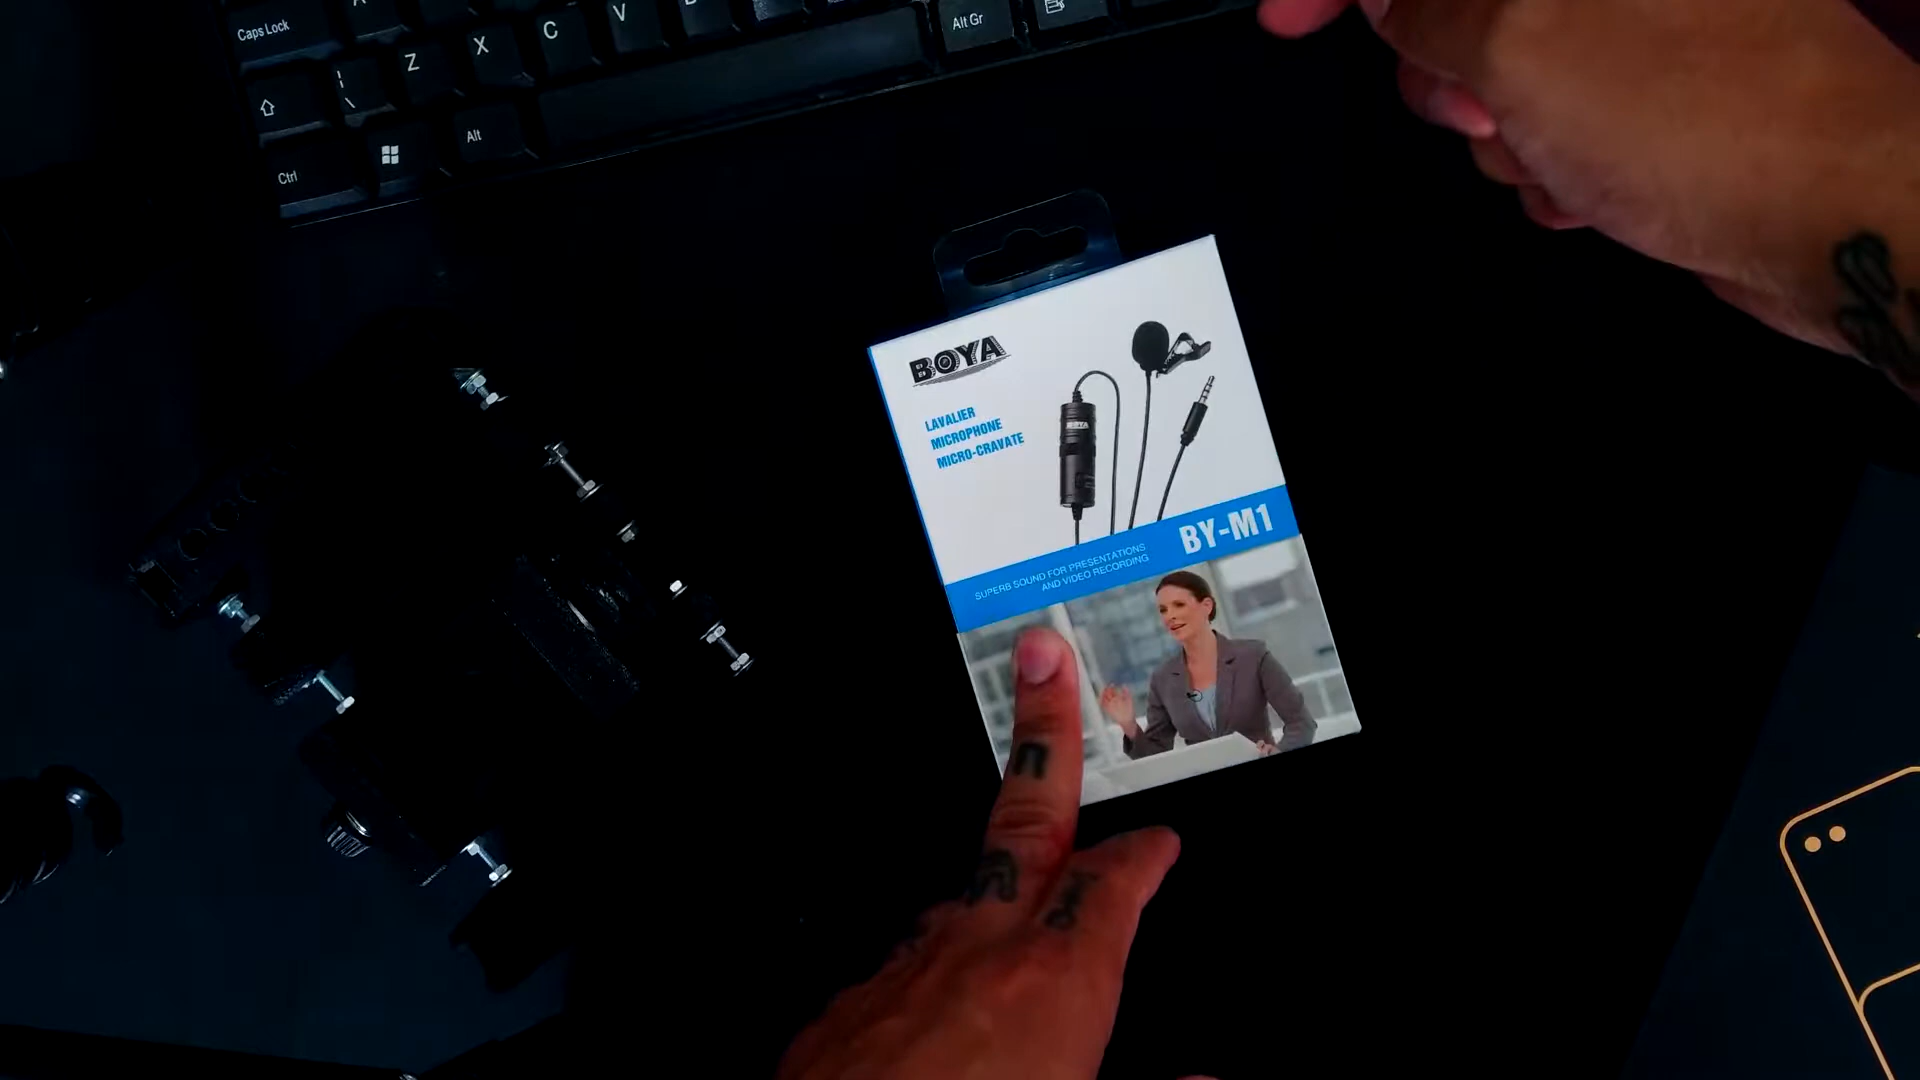 Caps Lock
Z X C V
Alt Gr
Alt
Ctrl
BOYA
LAVALIER
MICROPHONE
MICRO-CRAVATE
BOYA
BY-M1
SUPERB SOUND FOR PRESENTATIONS
AND VIDEO RECORDING